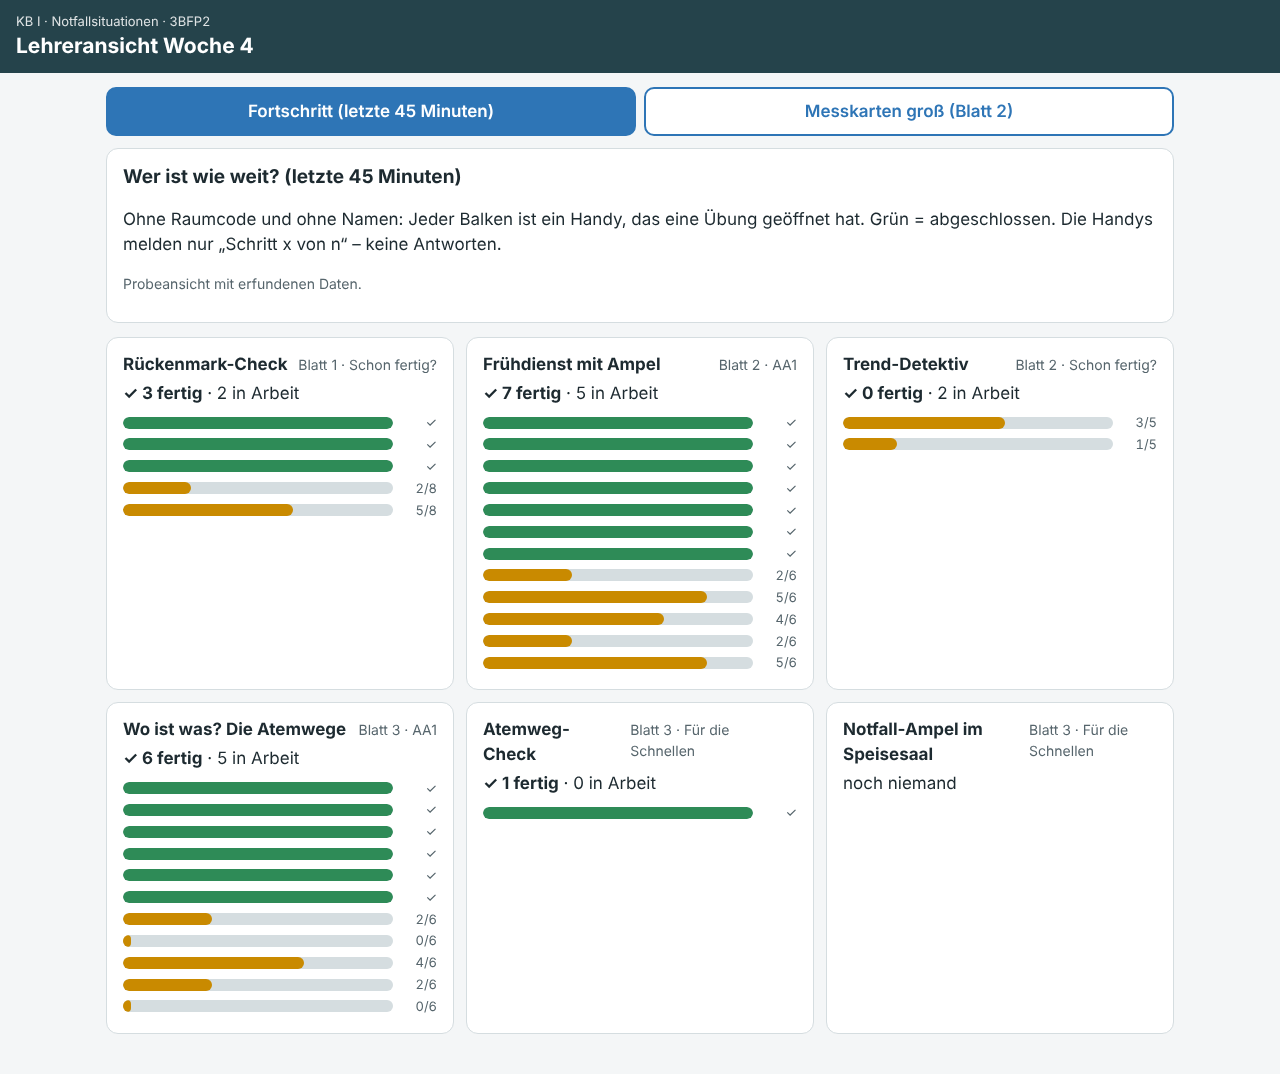 KB I · Notfallsituationen · 3BFP2
Lehreransicht Woche 4
Fortschritt (letzte 45 Minuten)
Messkarten groß (Blatt 2)
Wer ist wie weit? (letzte 45 Minuten)
Ohne Raumcode und ohne Namen: Jeder Balken ist ein Handy, das eine Übung geöffnet hat. Grün = abgeschlossen. Die Handys
melden nur „Schritt x von n“ – keine Antworten.
Probeansicht mit erfundenen Daten.
Rückenmark-Check Blatt 1 · Schon fertig?
✓ 3 fertig · 2 in Arbeit
✓
✓
✓
2/8
5/8
Frühdienst mit Ampel Blatt 2 · AA1
✓ 7 fertig · 5 in Arbeit
✓
✓
✓
✓
✓
✓
✓
2/6
5/6
4/6
2/6
5/6
Trend-Detektiv Blatt 2 · Schon fertig?
✓ 0 fertig · 2 in Arbeit
3/5
1/5
Wo ist was? Die Atemwege Blatt 3 · AA1
✓ 6 fertig · 5 in Arbeit
✓
✓
✓
✓
✓
✓
2/6
0/6
4/6
2/6
0/6
Atemweg-
Check
Blatt 3 · Für die
Schnellen
✓ 1 fertig · 0 in Arbeit
✓
Notfall-Ampel im
Speisesaal
Blatt 3 · Für die
Schnellen
noch niemand